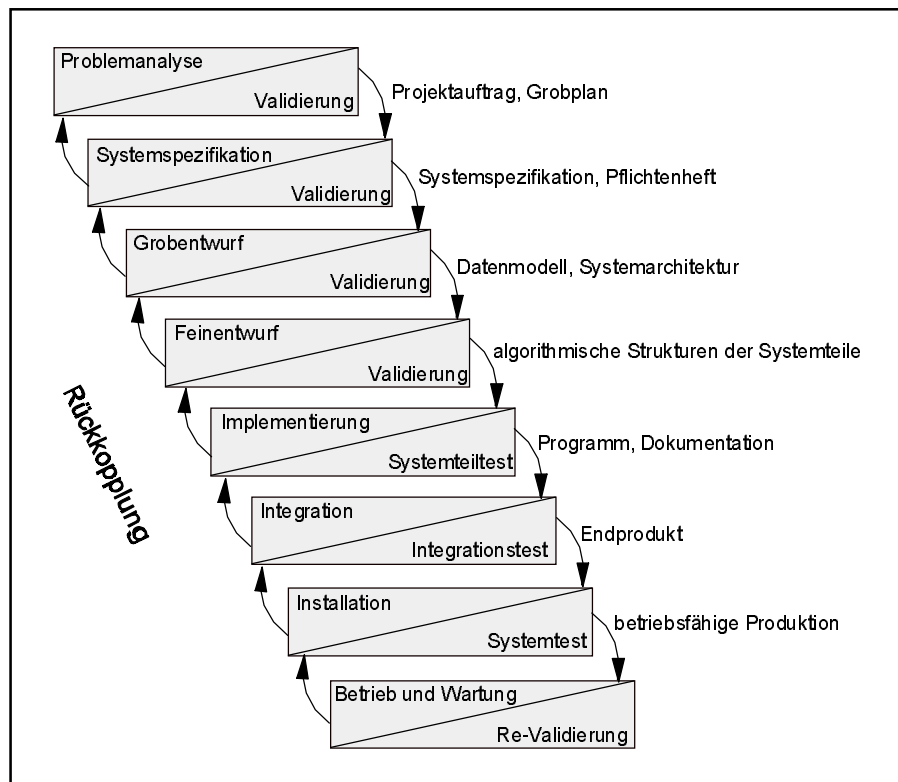 Problemanalyse
Validierung
Projektauftrag, Grobplan
Systemspezifikation
Validierung
Systemspezifikation, Pflichtenheft
Grobentwurf
Validierung
Datenmodell, Systemarchitektur
Feinentwurf
Validierung
algorithmische Strukturen der Systemteile
Rückkopplung
Implementierung
Systemteiltest
Programm, Dokumentation
Integration
Integrationstest
Endprodukt
Installation
Systemtest
betriebsfähige Produktion
Betrieb und Wartung
Re-Validierung